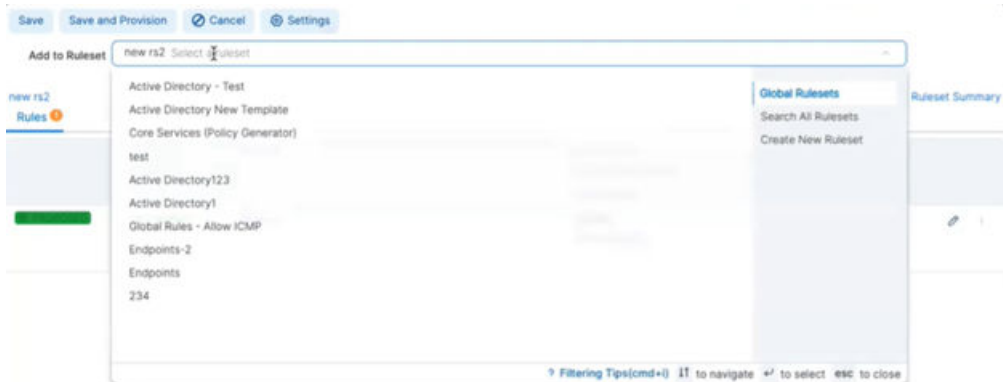 Save Save and Provision Cancel Settings
Add to Ruleset new rs2 Select a ruleset
new rs2
Rules
Active Directory - Test
Active Directory New Template
Core Services (Policy Generator)
test
Active Directory123
Active Directory1
Global Rules - Allow ICMP
Endpoints-2
Endpoints
234
Global Rulesets
Search All Rulesets
Create New Ruleset
Ruleset Summary
? Filtering Tips(cmd+i) ↓↑ to navigate ↵ to select esc to close